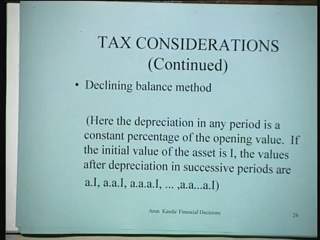 TAX CONSIDERATIONS
(Continued)
• Declining balance method
(Here the depreciation in any period is a
constant percentage of the opening value. If
the initial value of the asset is I, the values
after depreciation in successive periods are
a.I, a.a.I, a.a.a.I, ... ,a.a...a.I)
Arun Kanda/ Financial Decisions
24